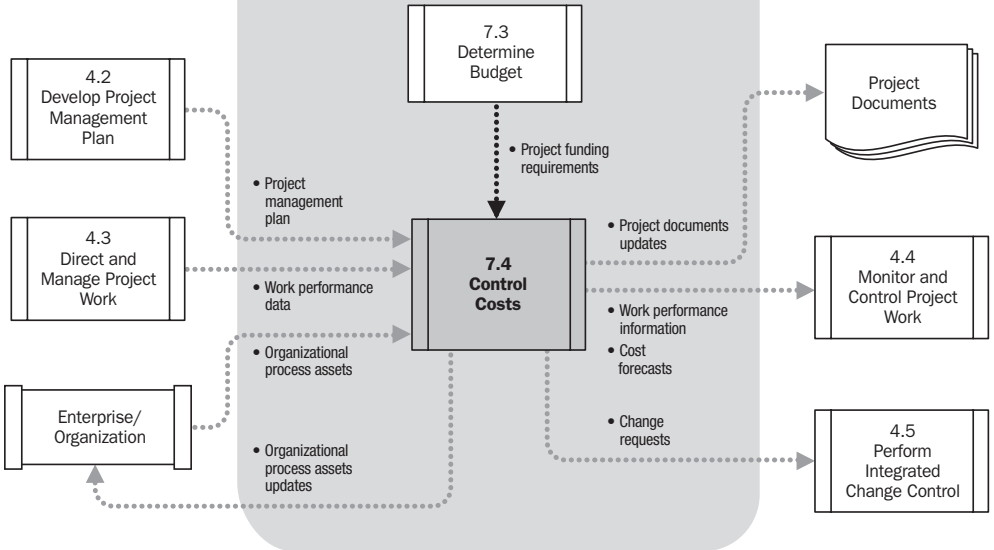 7.3
Determine
Budget
4.2
Develop Project
Management
Plan
Project
Documents
• Project funding
requirements
• Project
management
plan
4.3
Direct and
Manage Project
Work
7.4
Control
Costs
• Project documents
updates
4.4
Monitor and
Control Project
Work
• Work performance
data
• Work performance
information
• Cost
forecasts
• Organizational
process assets
Enterprise/
Organization
• Change
requests
4.5
Perform
Integrated
Change Control
• Organizational
process assets
updates